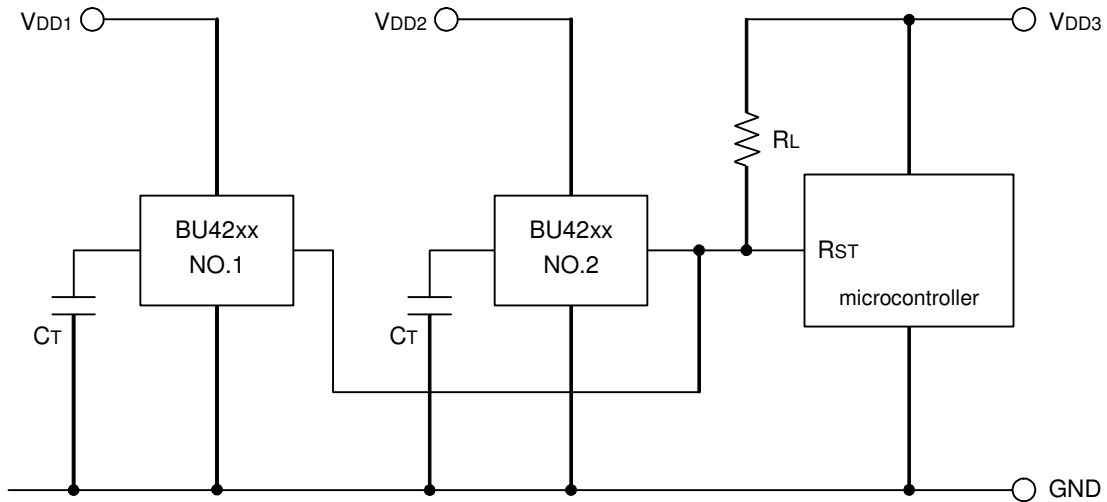 VDD1
VDD2
VDD3
RL
BU42xx
NO.1
BU42xx
NO.2
RST
microcontroller
CT
CT
GND